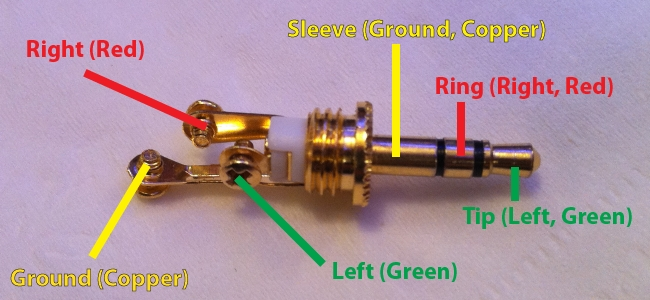 Sleeve (Ground, Copper)
Right (Red)
Ring (Right, Red)
Tip (Left, Green)
Left (Green)
Ground (Copper)